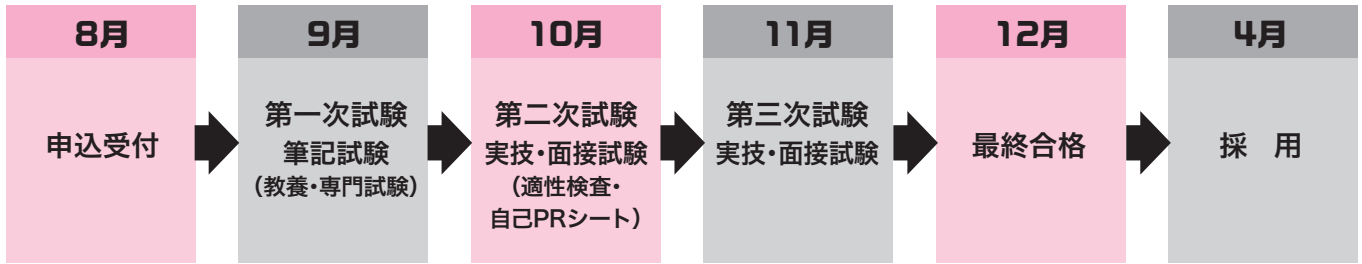 8月
申込受付
9月
第一次試験
筆記試験
（教養・専門試験）
10月
第二次試験
実技・面接試験
（適性検査・
自己PRシート）
11月
第三次試験
実技・面接試験
12月
最終合格
4月
採　用